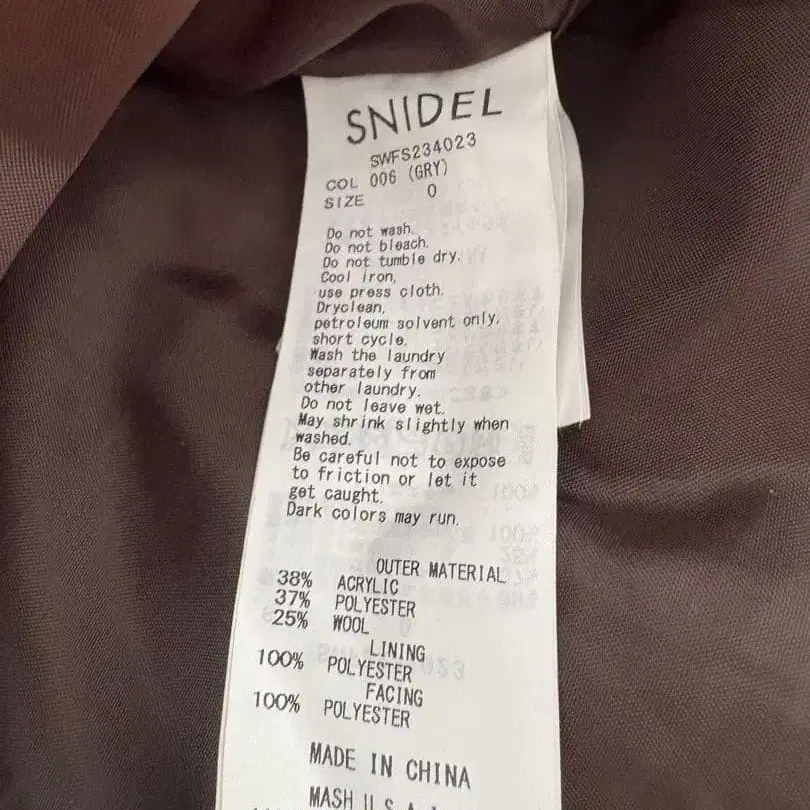 SNIDEL
SWFS234023
COL 006 (GRY)
SIZE 0
Do not wash.
Do not bleach.
Do not tumble dry.
Cool iron,
use press cloth.
Dryclean,
petroleum solvent only,
short cycle.
Wash the laundry
separately from
other laundry.
Do not leave wet.
May shrink slightly when
washed.
Be careful not to expose
to friction or let it
get caught.
Dark colors may run.
OUTER MATERIAL
38% ACRYLIC
37% POLYESTER
25% WOOL
LINING
100% POLYESTER
FACING
100% POLYESTER
MADE IN CHINA
MASH U.S.A